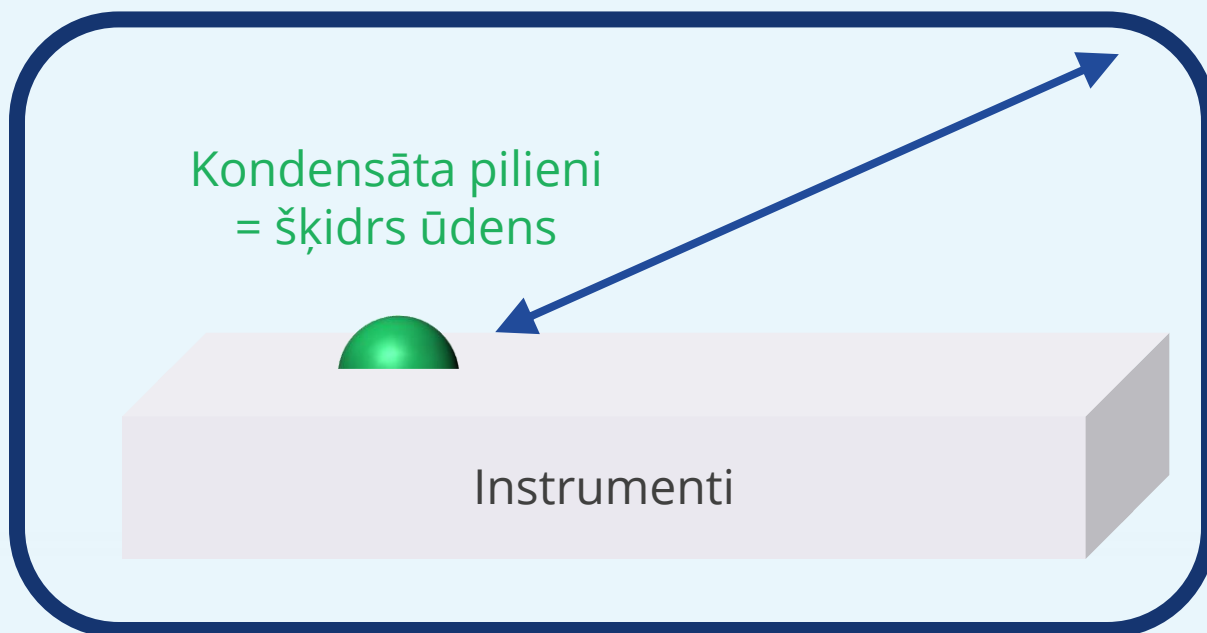 Kondensāta pilieni
= šķidrs ūdens
Instrumenti